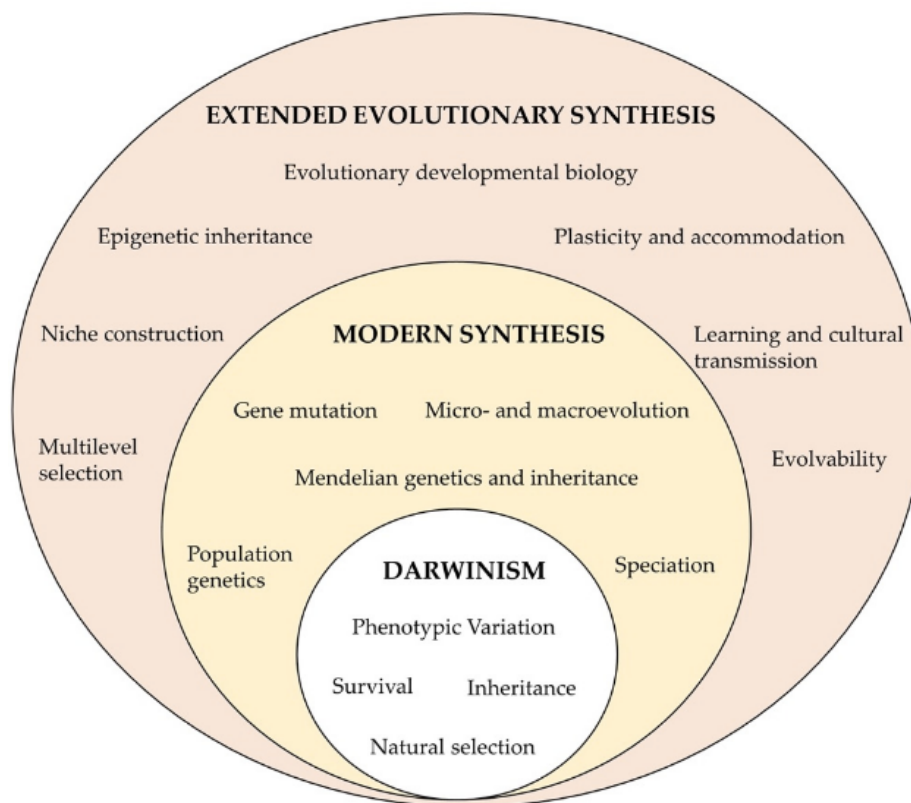 EXTENDED EVOLUTIONARY SYNTHESIS
Evolutionary developmental biology
Epigenetic inheritance
Plasticity and accommodation
Niche construction
MODERN SYNTHESIS
Learning and cultural
transmission
Gene mutation
Micro- and macroevolution
Multilevel
selection
Evolvability
Mendelian genetics and inheritance
Population
genetics
DARWINISM
Speciation
Phenotypic Variation
Survival
Inheritance
Natural selection